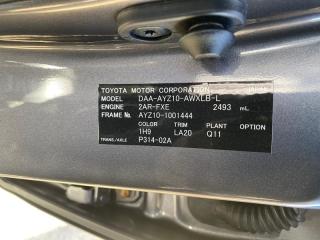 TOYOTA MOTOR CORPORATION JAPAN
MODEL DAA-AYZ10-AWXLB-L
ENGINE 2AR-FXE 2493 mL
FRAME No. AYZ10-1001444
COLOR TRIM PLANT OPTION
1H9 LA20 Q11
TRANS/AXLE P314-02A